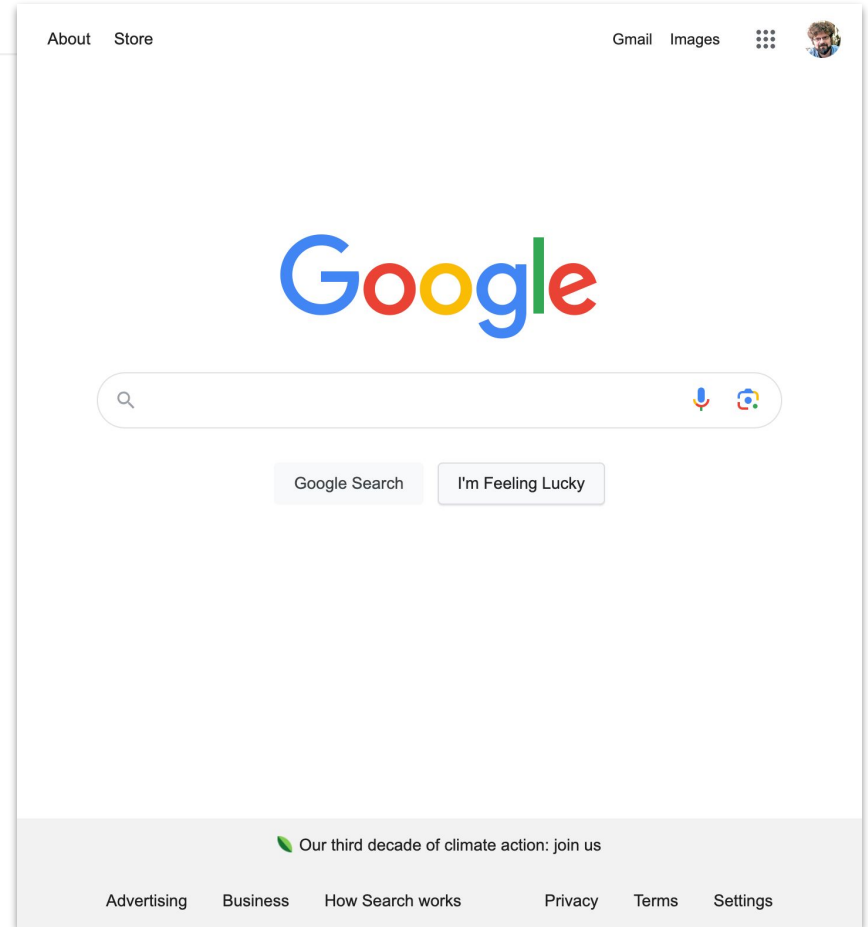 About Store Gmail Images
Google
Google Search I'm Feeling Lucky
Our third decade of climate action: join us
Advertising Business How Search works Privacy Terms Settings